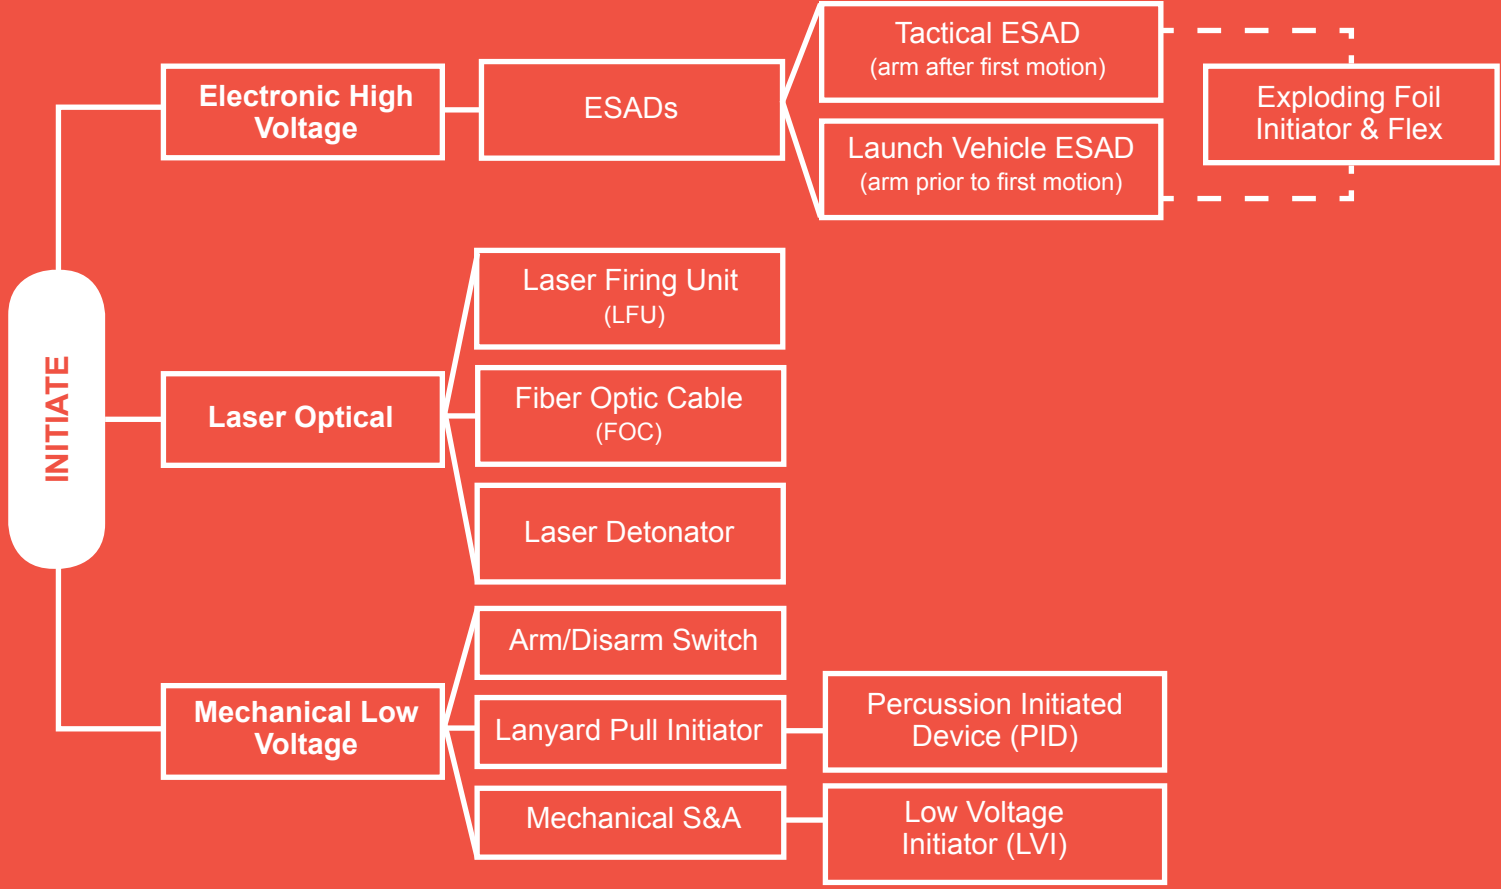 INITIATE
Electronic High
Voltage
ESADs
Tactical ESAD
(arm after first motion)
Launch Vehicle ESAD
(arm prior to first motion)
Exploding Foil
Initiator & Flex
Laser Optical
Laser Firing Unit
(LFU)
Fiber Optic Cable
(FOC)
Laser Detonator
Mechanical Low
Voltage
Arm/Disarm Switch
Lanyard Pull Initiator
Percussion Initiated
Device (PID)
Mechanical S&A
Low Voltage
Initiator (LVI)